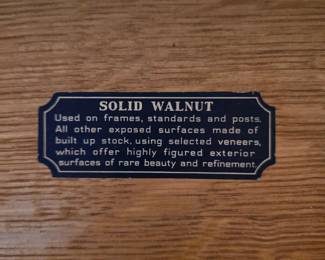 SOLID WALNUT
Used on frames, standards and posts.
All other exposed surfaces made of
built up stock, using selected veneers,
which offer highly figured exterior
surfaces of rare beauty and refinement.